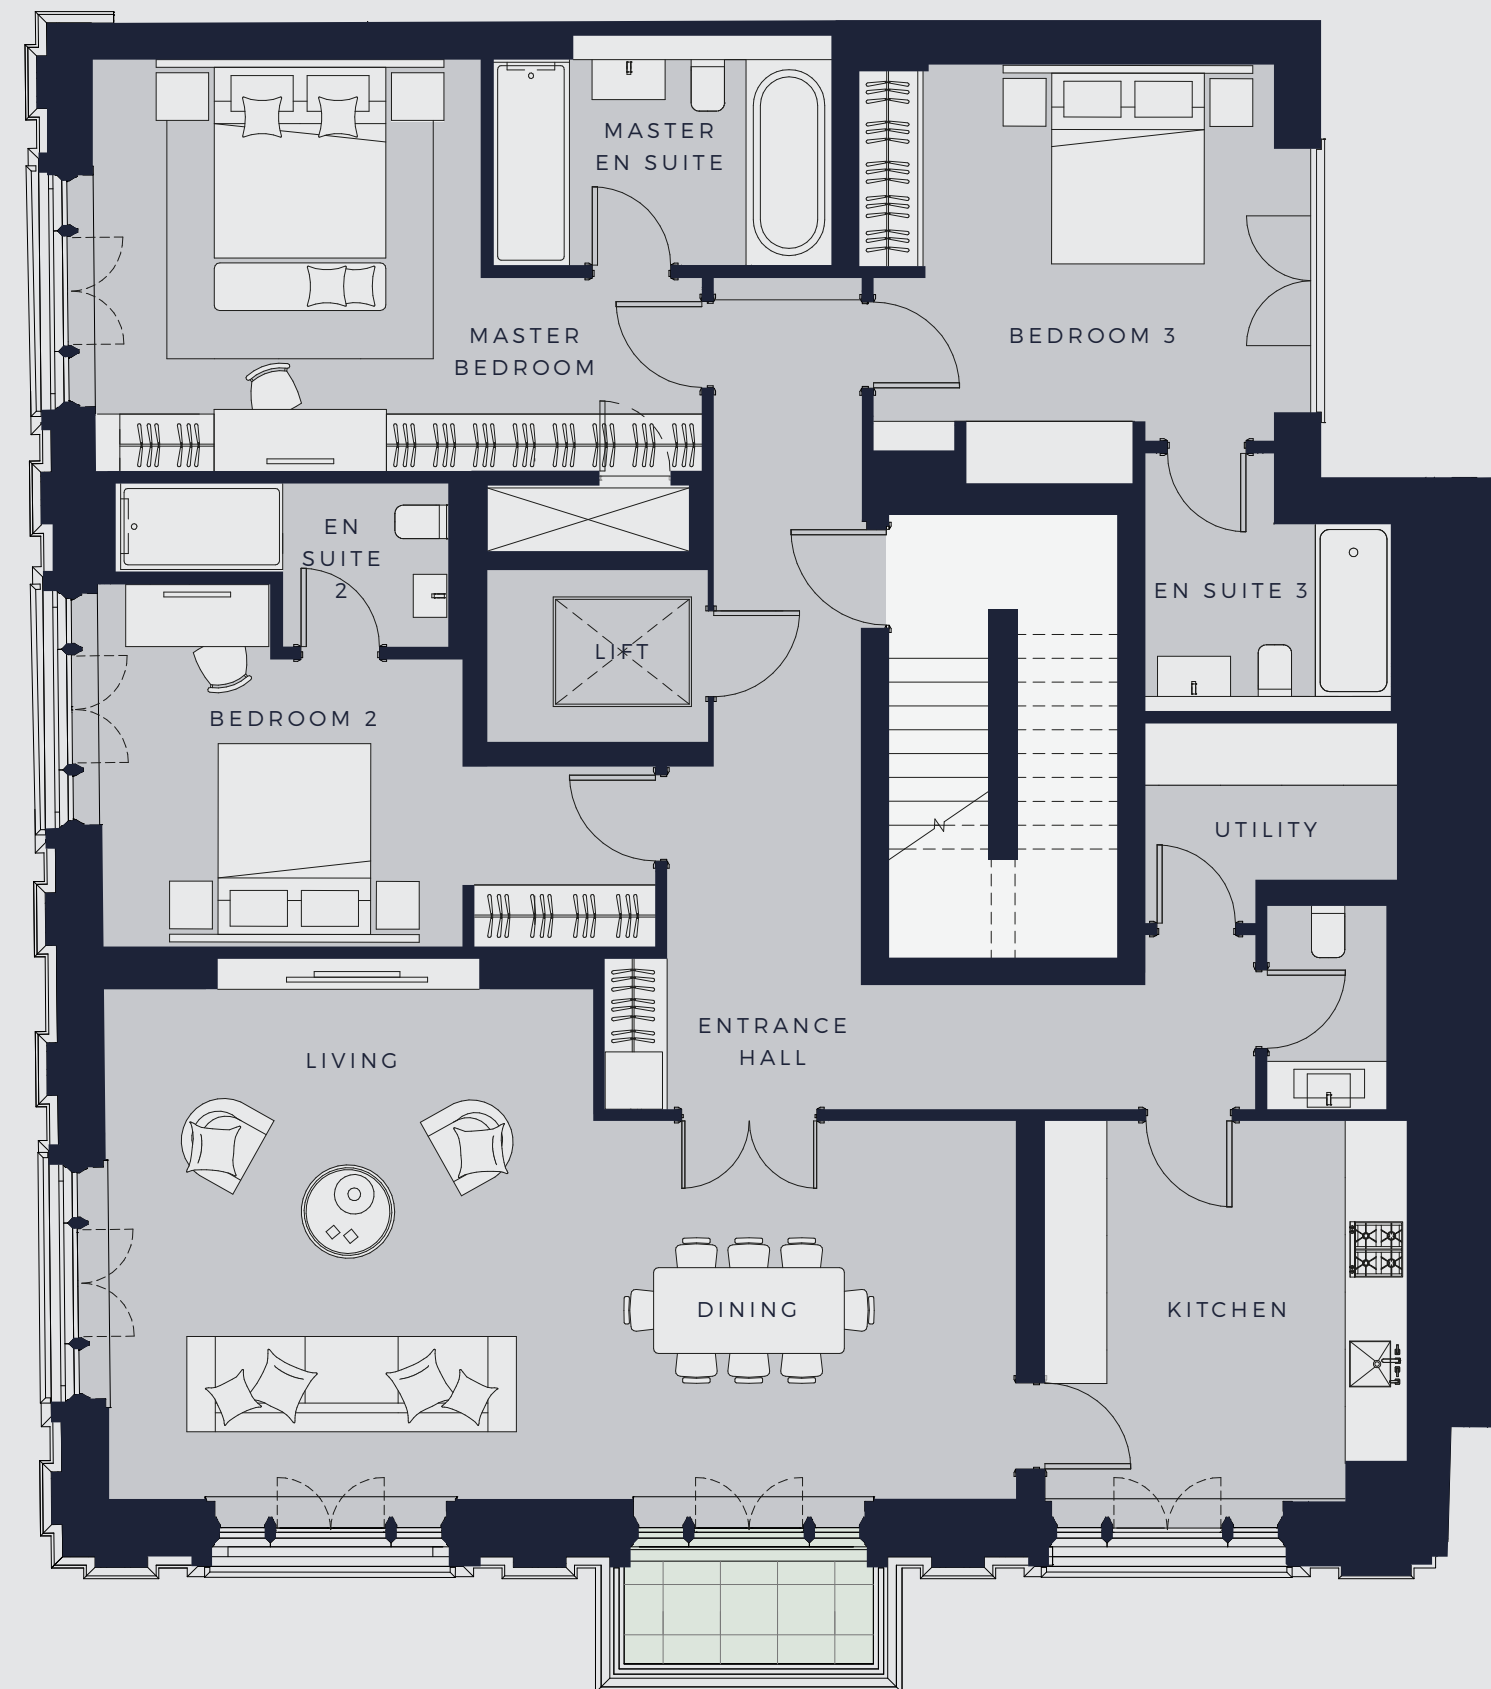 MASTER
EN SUITE
MASTER
BEDROOM
BEDROOM 3
EN
SUITE
2
EN SUITE 3
LIFT
BEDROOM 2
UTILITY
ENTRANCE
HALL
LIVING
DINING
KITCHEN